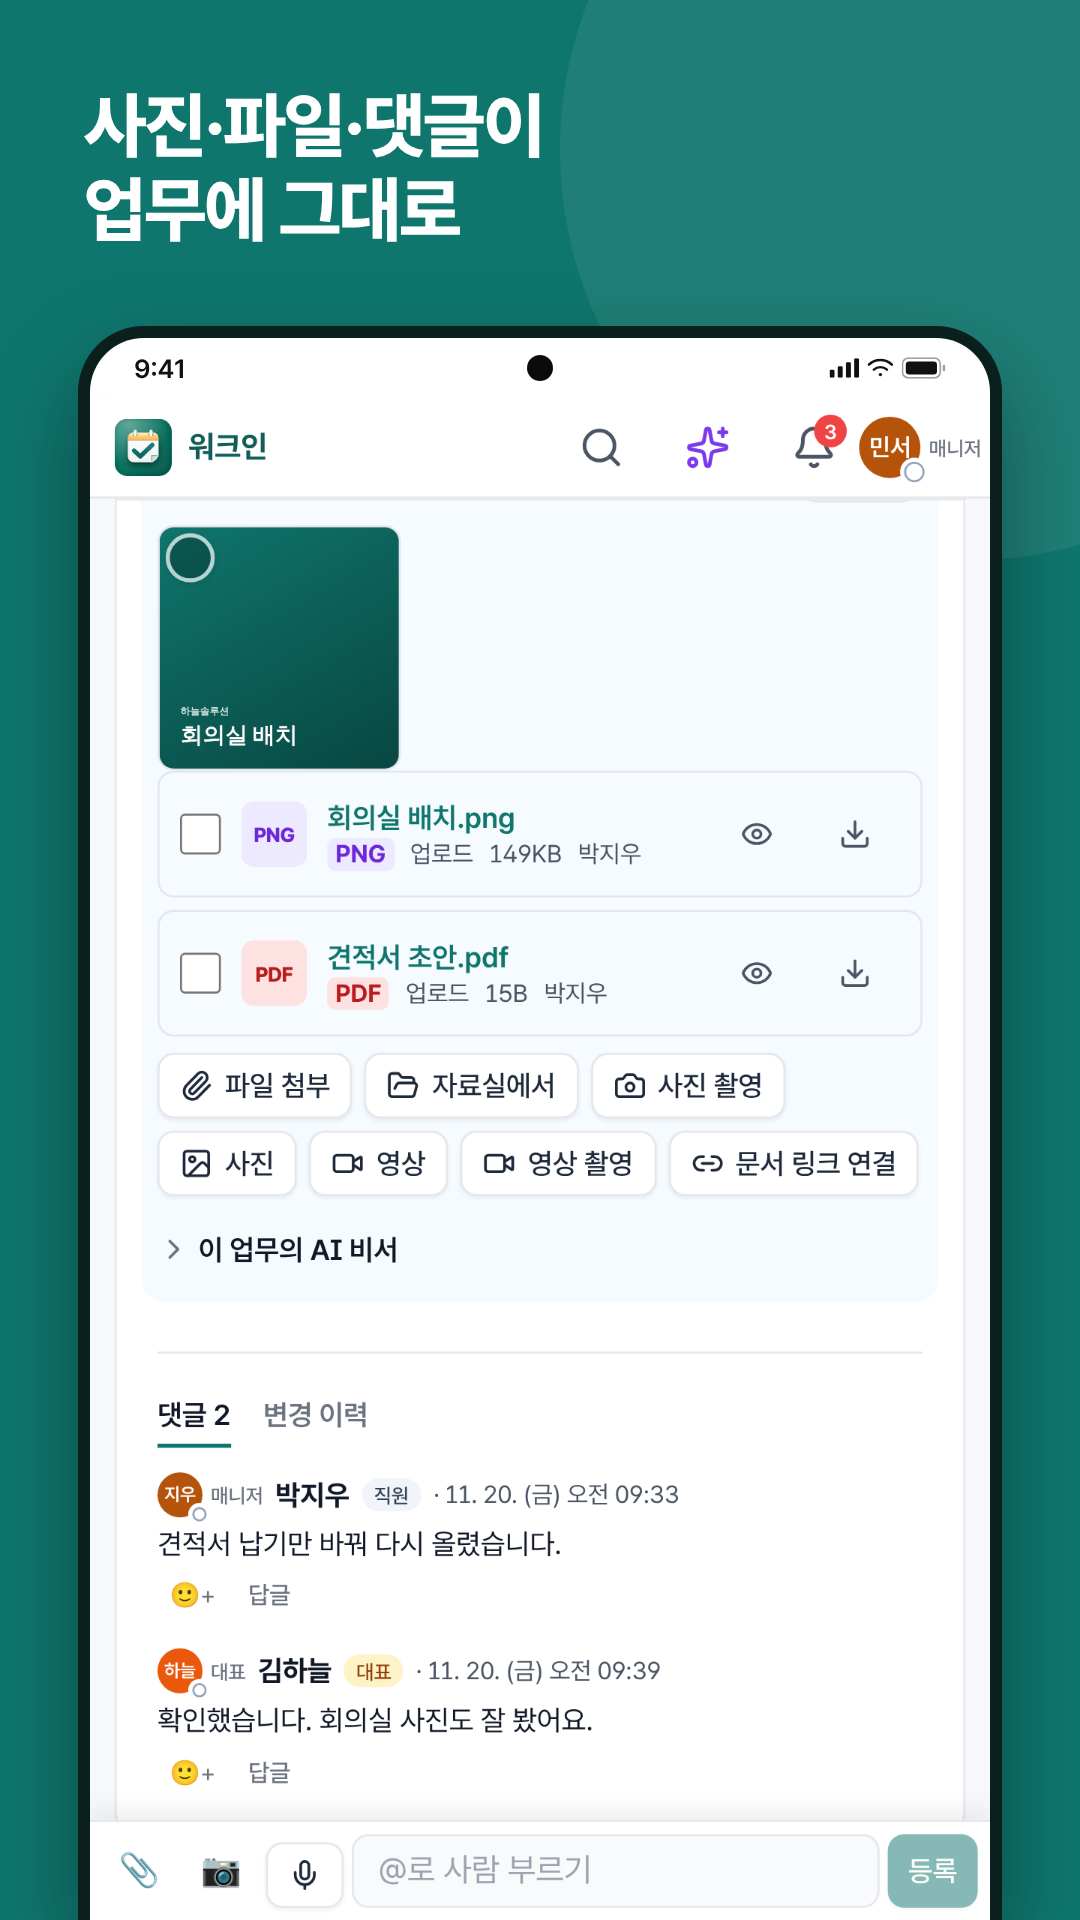 사진·파일·댓글이
업무에 그대로
9:41
워크인
3
민서
매니저
하늘솔루션
회의실 배치
PNG
회의실 배치.png
PNG 업로드 149KB 박지우
PDF
견적서 초안.pdf
PDF 업로드 15B 박지우
파일 첨부 자료실에서 사진 촬영
사진 영상 영상 촬영 문서 링크 연결
이 업무의 AI 비서
댓글 2 변경 이력
지우 매니저 박지우 직원 · 11. 20. (금) 오전 09:33
견적서 납기만 바꿔 다시 올렸습니다.
+ 답글
하늘 대표 김하늘 대표 · 11. 20. (금) 오전 09:39
확인했습니다. 회의실 사진도 잘 봤어요.
+ 답글
@로 사람 부르기 등록